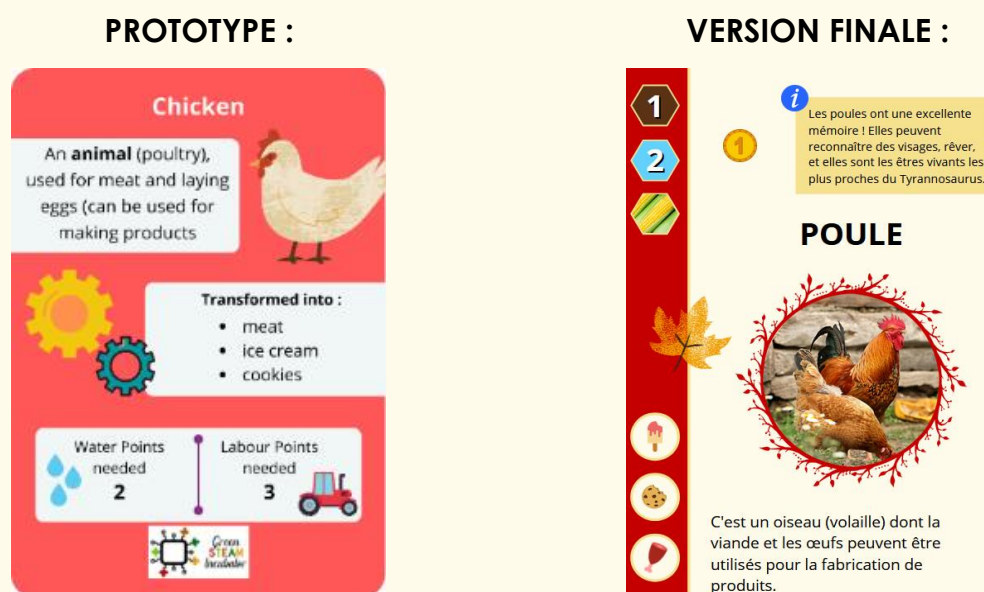 PROTOTYPE :
Chicken
An animal (poultry),
used for meat and laying
eggs (can be used for
making products
Transformed into :
• meat
• ice cream
• cookies
Water Points
needed
2
Labour Points
needed
3
Green
STEAM
Incubator
VERSION FINALE :
1
2
i
1
Les poules ont une excellente
mémoire ! Elles peuvent
reconnaître des visages, rêver,
et elles sont les êtres vivants les
plus proches du Tyrannosaurus.
POULE
C'est un oiseau (volaille) dont la
viande et les œufs peuvent être
utilisés pour la fabrication de
produits.